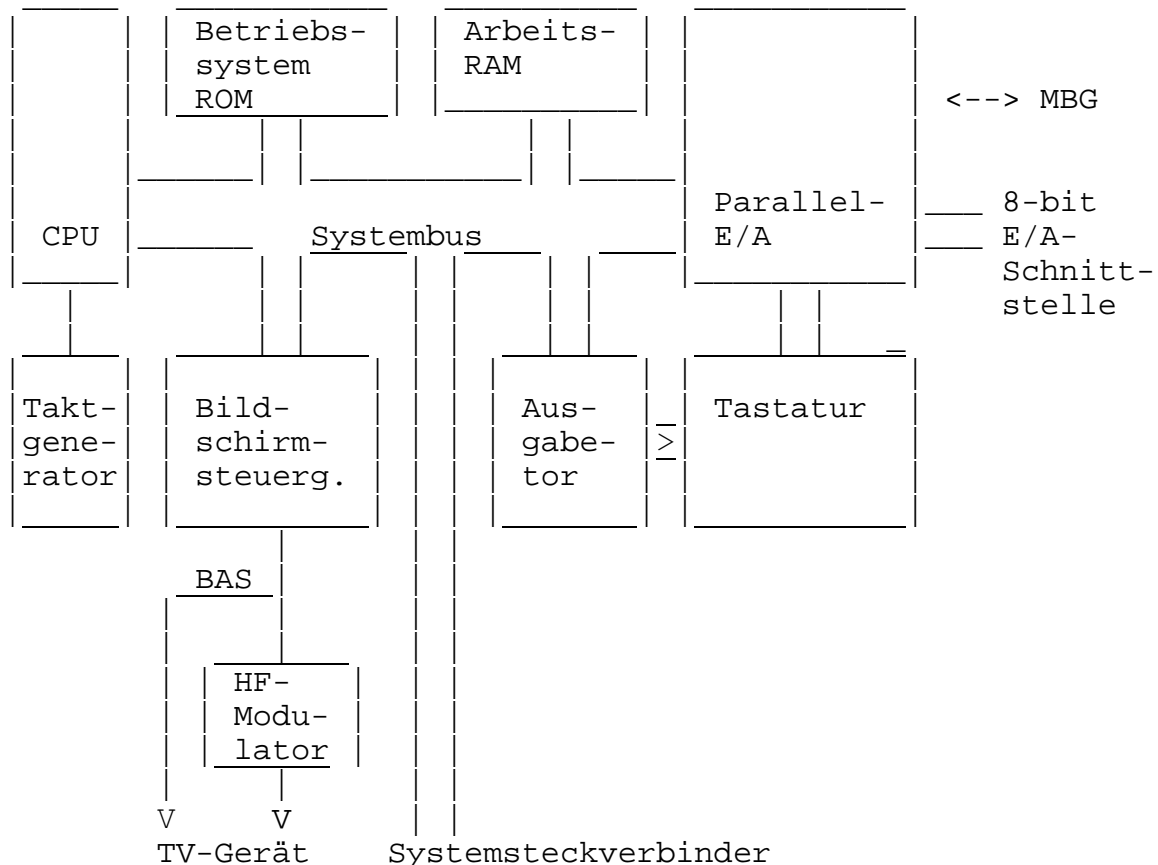 Betriebs-
system
ROM
Arbeits-
RAM
<--> MBG
CPU
Systembus
Parallel-
E/A
8-bit
E/A-
Schnitt-
stelle
Takt-
gene-
rator
Bild-
schirm-
steuerg.
Aus-
gabe-
tor
>
Tastatur
BAS
HF-
Modu-
lator
V
V
TV-Gerät
Systemsteckverbinder